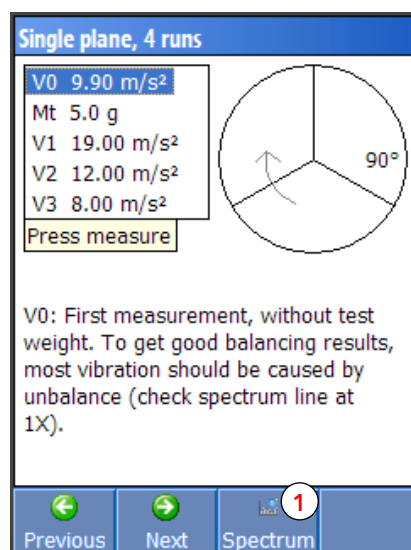 Single plane, 4 runs
V0 9.90 m/s²
Mt 5.0 g
V1 19.00 m/s²
V2 12.00 m/s²
V3 8.00 m/s²
Press measure
90°
V0: First measurement, without test
weight. To get good balancing results,
most vibration should be caused by
unbalance (check spectrum line at
1X).
1
Previous Next Spectrum